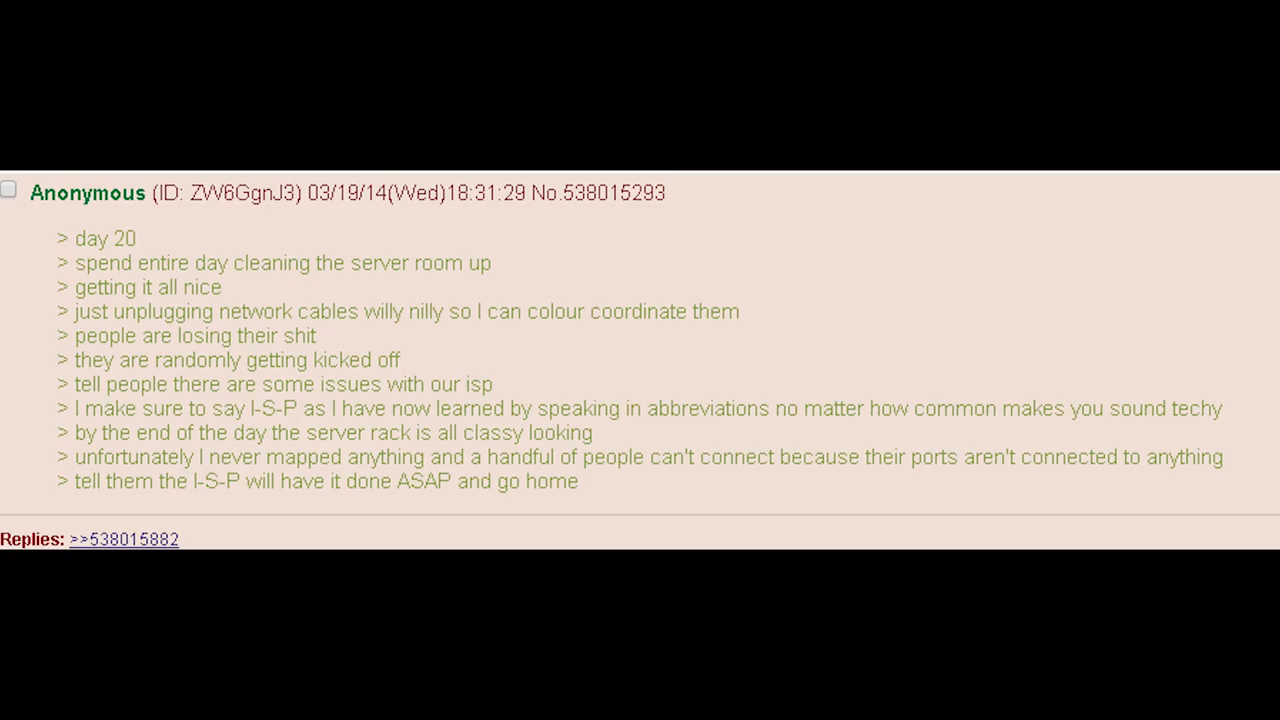 Anonymous (ID: ZW6GgnJ3) 03/19/14(Wed)18:31:29 No.538015293
> day 20
> spend entire day cleaning the server room up
> getting it all nice
> just unplugging network cables willy nilly so I can colour coordinate them
> people are losing their shit
> they are randomly getting kicked off
> tell people there are some issues with our isp
> I make sure to say I-S-P as I have now learned by speaking in abbreviations no matter how common makes you sound techy
> by the end of the day the server rack is all classy looking
> unfortunately I never mapped anything and a handful of people can't connect because their ports aren't connected to anything
> tell them the I-S-P will have it done ASAP and go home
Replies: >>538015882